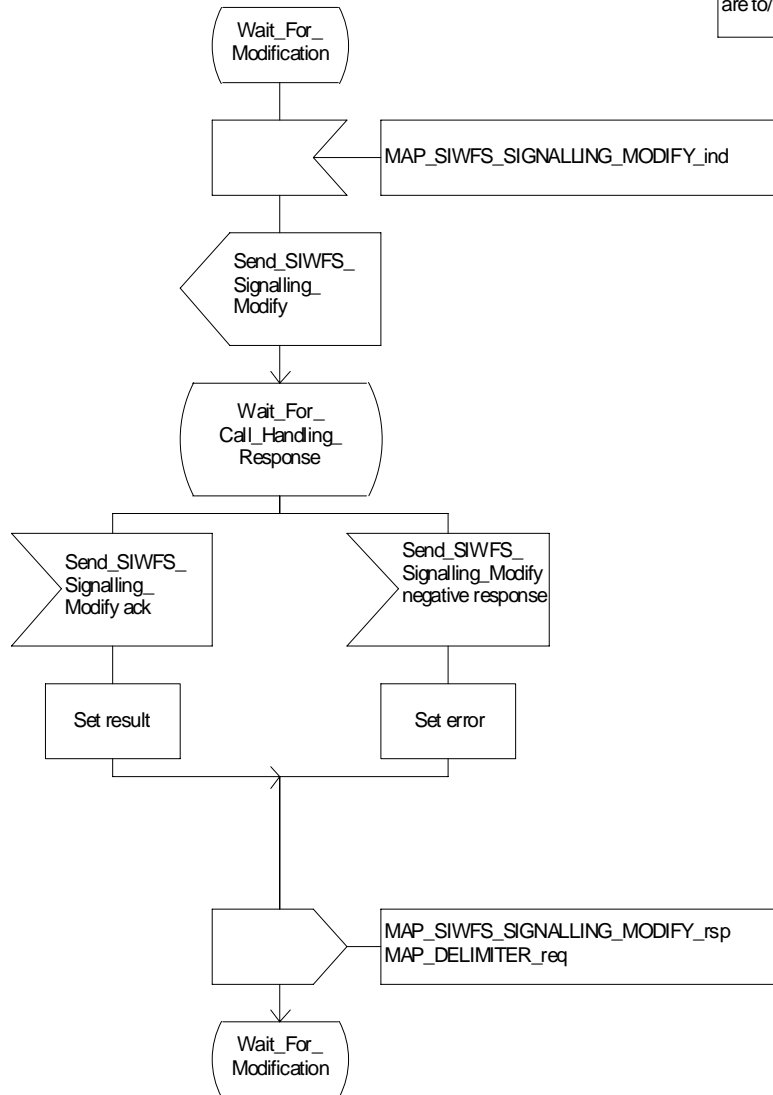 are to/
Wait_For_
Modification
MAP_SIWFS_SIGNALLING_MODIFY_ind
Send_SIWFS_
Signalling_
Modify
Wait_For_
Call_Handling_
Response
Send_SIWFS_
Signalling_
Modify ack
Send_SIWFS_
Signalling_Modify
negative response
Set result
Set error
MAP_SIWFS_SIGNALLING_MODIFY_rsp
MAP_DELIMITER_req
Wait_For_
Modification